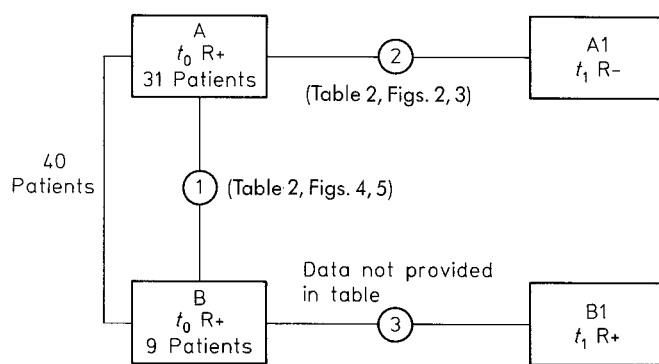 A
t₀ R+
31 Patients
2
(Table 2, Figs. 2, 3)
A1
t₁ R−
40
Patients
1
(Table 2, Figs. 4, 5)
B
t₀ R+
9 Patients
Data not provided
in table
3
B1
t₁ R+